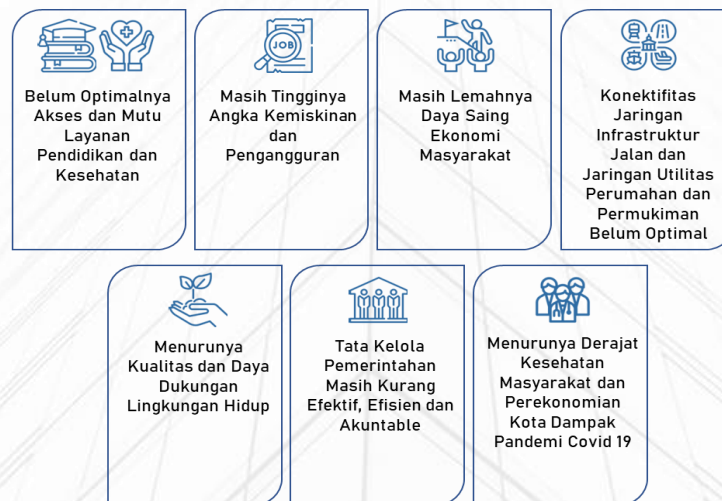 Belum Optimalnya
Akses dan Mutu
Layanan
Pendidikan dan
Kesehatan
JOB
Masih Tingginya
Angka Kemiskinan
dan
Pengangguran
Masih Lemahnya
Daya Saing
Ekonomi
Masyarakat
Konektifitas
Jaringan
Infrastruktur
Jalan dan
Jaringan Utilitas
Perumahan dan
Permukiman
Belum Optimal
Menurunya
Kualitas dan Daya
Dukungan
Lingkungan Hidup
Tata Kelola
Pemerintahan
Masih Kurang
Efektif, Efisien dan
Akuntable
Menurunya Derajat
Kesehatan
Masyarakat dan
Perekonomian
Kota Dampak
Pandemi Covid 19